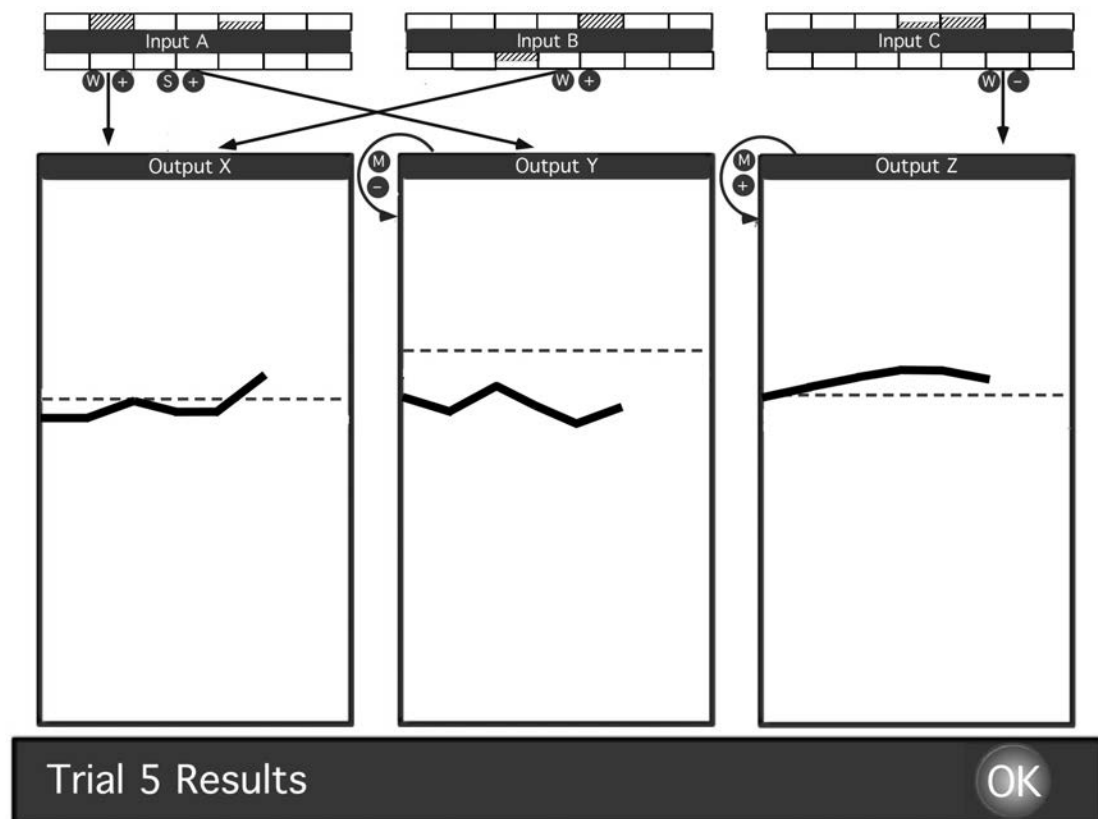 Input A Input B Input C
W + S + W + W −
Output X M Output Y M Output Z
− +
Trial 5 Results OK